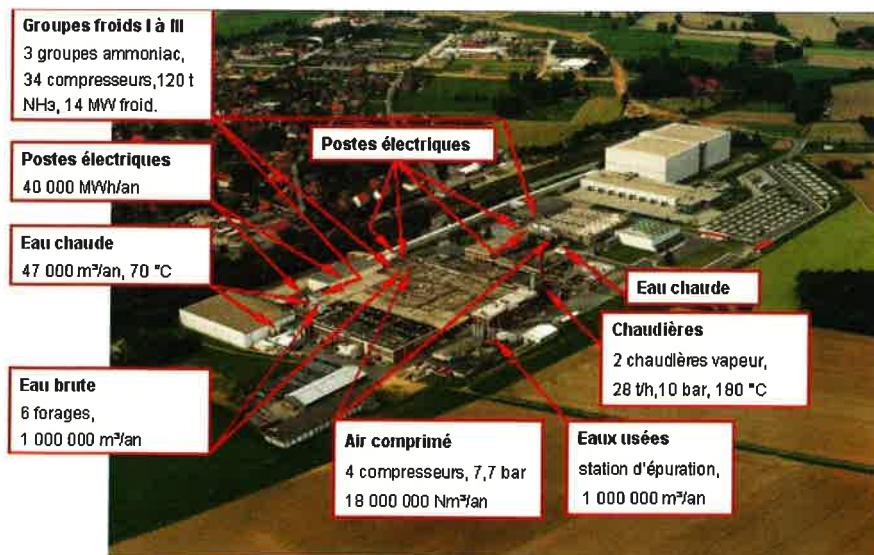 Groupes froids I à III
3 groupes ammoniac,
34 compresseurs,120 t
NH₃, 14 MW froid.
Postes électriques
40 000 MWh/an
Eau chaude
47 000 m³/an, 70 °C
Eau brute
6 forages,
1 000 000 m³/an
Postes électriques
Eau chaude
Chaudières
2 chaudières vapeur,
28 t/h,10 bar, 180 °C
Air comprimé
4 compresseurs, 7,7 bar
18 000 000 Nm³/an
Eaux usées
station d'épuration,
1 000 000 m³/an